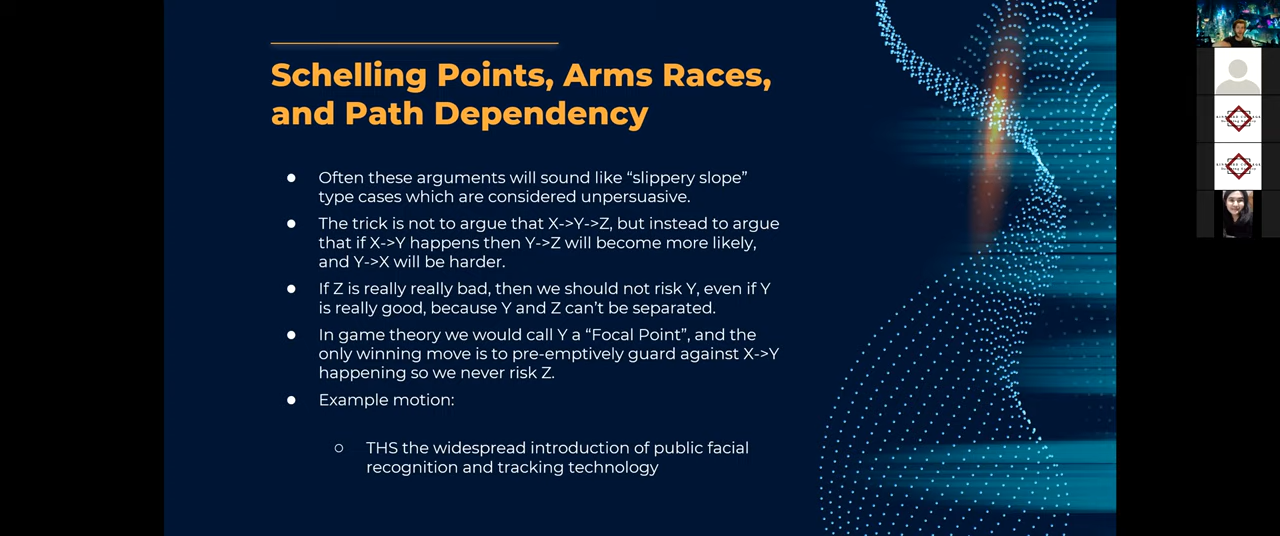 Schelling Points, Arms Races,
and Path Dependency
● Often these arguments will sound like “slippery slope”
type cases which are considered unpersuasive.
● The trick is not to argue that X->Y->Z, but instead to argue
that if X->Y happens then Y->Z will become more likely,
and Y->X will be harder.
● If Z is really really bad, then we should not risk Y, even if Y
is really good, because Y and Z can’t be separated.
● In game theory we would call Y a “Focal Point”, and the
only winning move is to pre-emptively guard against X->Y
happening so we never risk Z.
● Example motion:
○ THS the widespread introduction of public facial
recognition and tracking technology